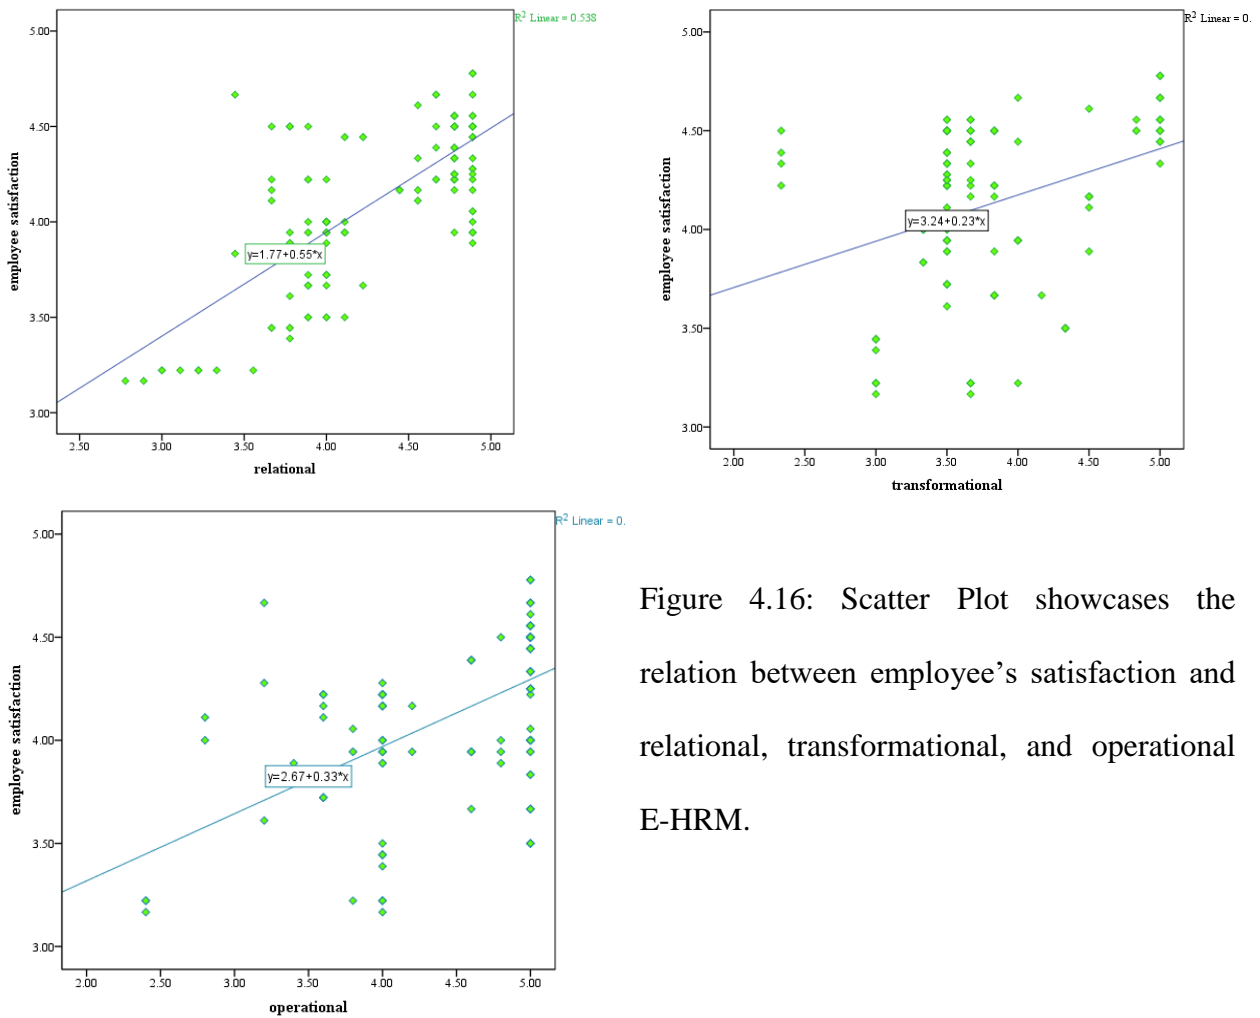 R² Linear = 0.538
5.00
4.50
4.00
3.50
3.00
employee satisfaction
y=1.77+0.55*x
2.50 3.00 3.50 4.00 4.50 5.00
relational
R² Linear = 0.
5.00
4.50
4.00
3.50
3.00
employee satisfaction
y=3.24+0.23*x
2.00 2.50 3.00 3.50 4.00 4.50 5.00
transformational
R² Linear = 0.
5.00
4.50
4.00
3.50
3.00
employee satisfaction
y=2.67+0.33*x
2.00 2.50 3.00 3.50 4.00 4.50 5.00
operational
Figure 4.16: Scatter Plot showcases the
relation between employee’s satisfaction and
relational, transformational, and operational
E-HRM.